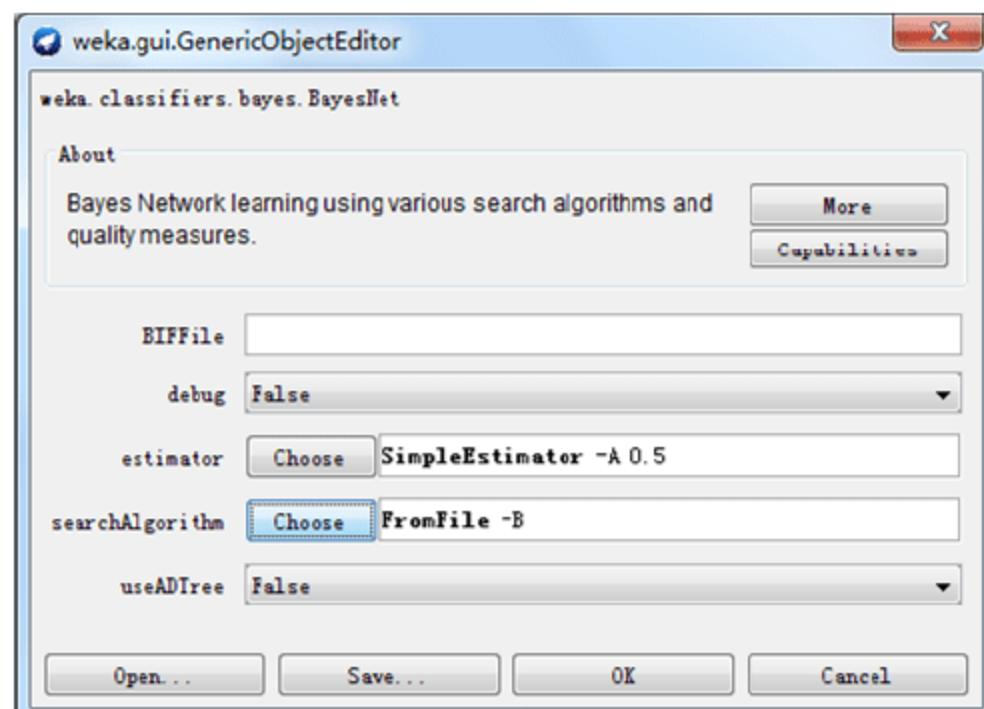 weka.gui.GenericObjectEditor
weka.classifiers.bayes.BayesNet
About
Bayes Network learning using various search algorithms and
quality measures.
More
Capabilities
BIFFile
debug False
estimator Choose SimpleEstimator -A 0.5
searchAlgorithm Choose FromFile -B
useADTree False
Open... Save... OK Cancel